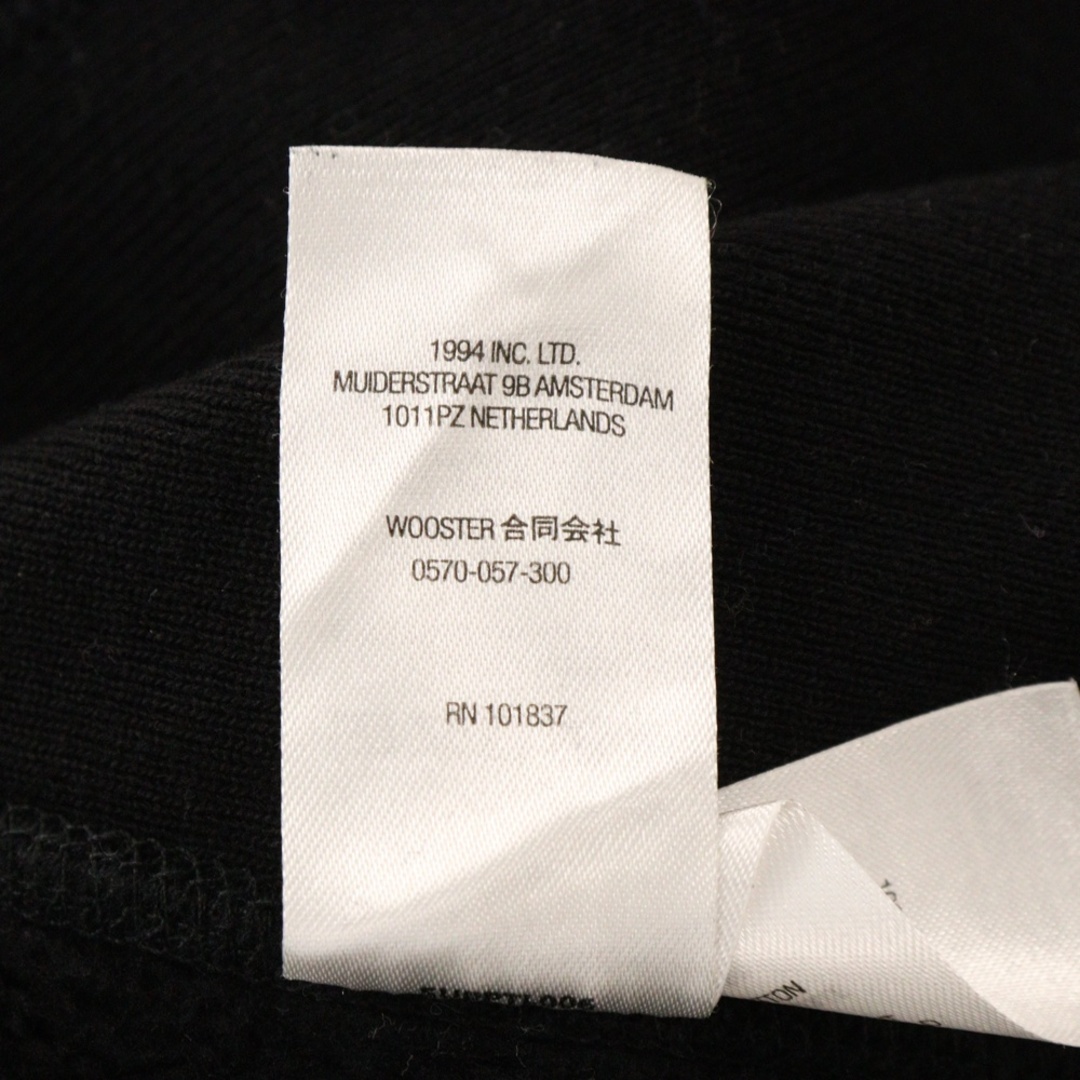 1994 INC. LTD.
MUIDERSTRAAT 9B AMSTERDAM
1011PZ NETHERLANDS
WOOSTER 合同会社
0570-057-300
RN 101837